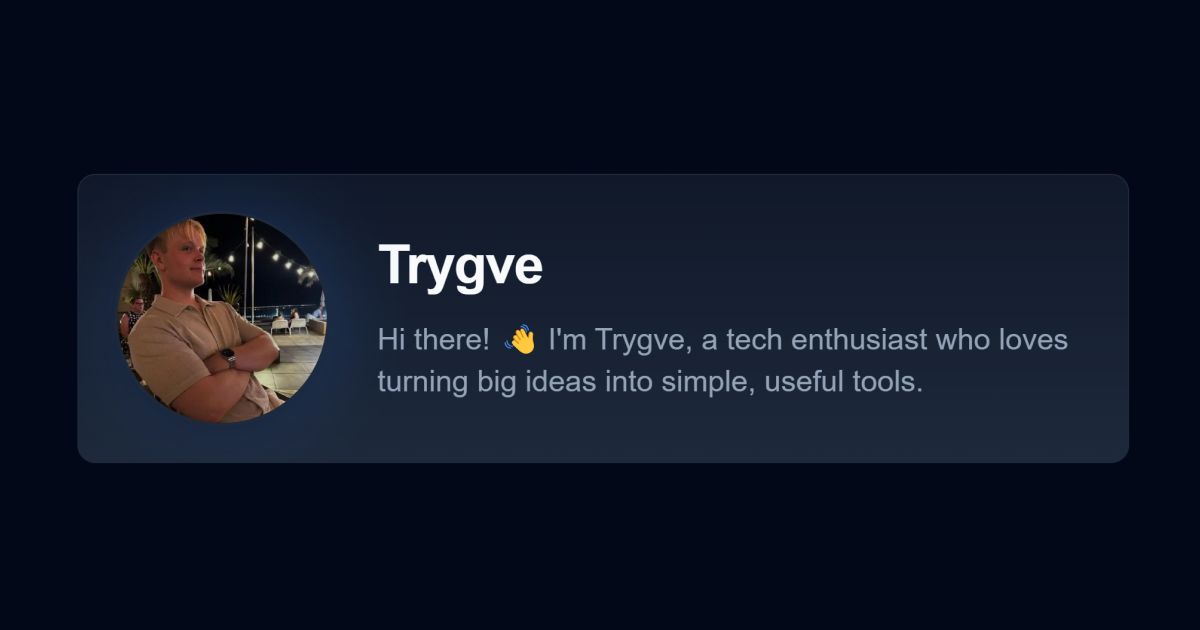 Trygve
Hi there! 👋 I'm Trygve, a tech enthusiast who loves
turning big ideas into simple, useful tools.